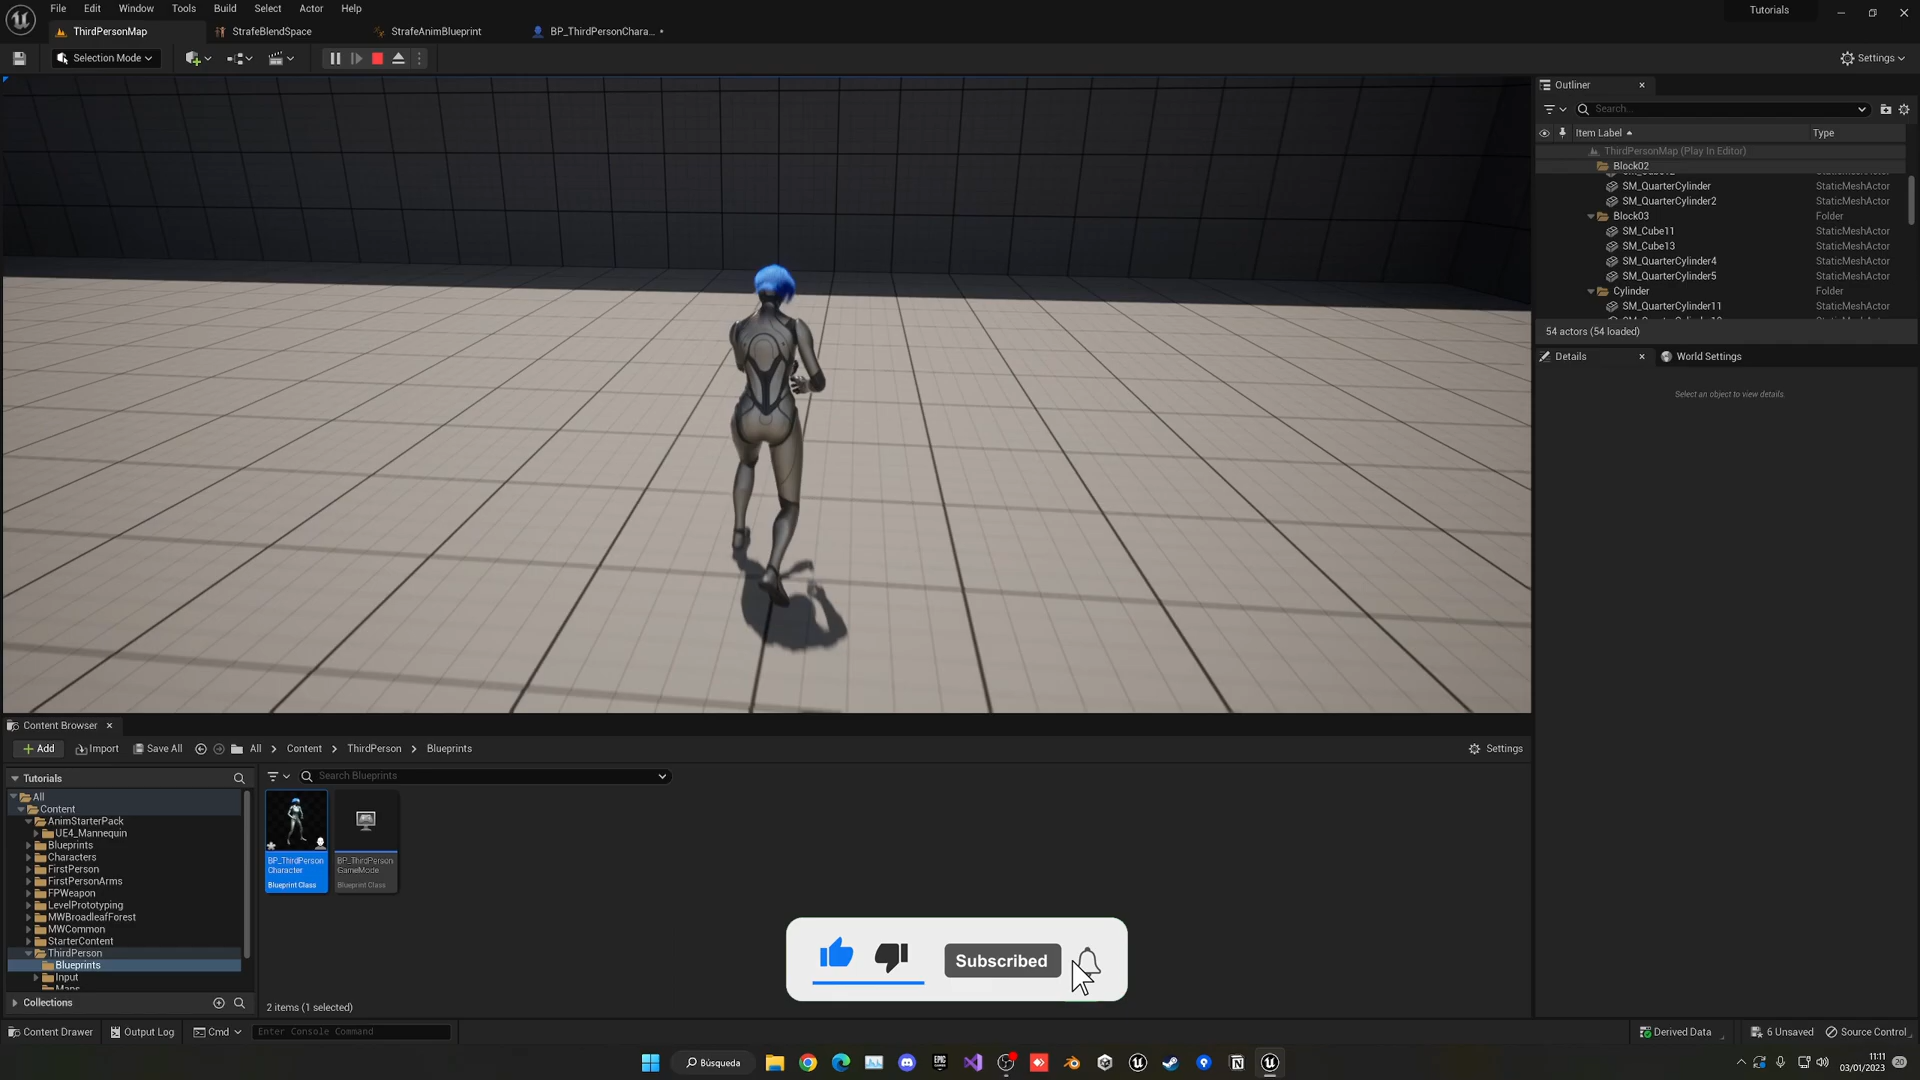 File Edit Window Tools Build Select Actor Help
Tutorials
ThirdPersonMap
StrafeBlendSpace
StrafeAnimBlueprint
BP_ThirdPersonChara... •
Selection Mode
Settings
Outliner
Search...
Item Label
Type
ThirdPersonMap (Play In Editor)
Block02
SM_QuarterCylinder StaticMeshActor
SM_QuarterCylinder2 StaticMeshActor
Block03 Folder
SM_Cube11 StaticMeshActor
SM_Cube13 StaticMeshActor
SM_QuarterCylinder4 StaticMeshActor
SM_QuarterCylinder5 StaticMeshActor
Cylinder Folder
SM_QuarterCylinder11 StaticMeshActor
54 actors (54 loaded)
Details
World Settings
Select an object to view details.
Content Browser
Add Import Save All All > Content > ThirdPerson > Blueprints
Settings
Tutorials
Search Blueprints
All
Content
AnimStarterPack
UE4_Mannequin
Blueprints
Characters
FirstPerson
FirstPersonArms
FPWeapon
LevelPrototyping
MWBroadleafForest
MWCommon
StarterContent
ThirdPerson
Blueprints
Input
Maps
Collections
BP_ThirdPerson
Character
Blueprint Class
BP_ThirdPerson
GameMode
Blueprint Class
Subscribed
2 items (1 selected)
Content Drawer
Output Log
Cmd
Enter Console Command
Derived Data
6 Unsaved
Source Control
Búsqueda
EPIC
11:11
03/01/2023
20